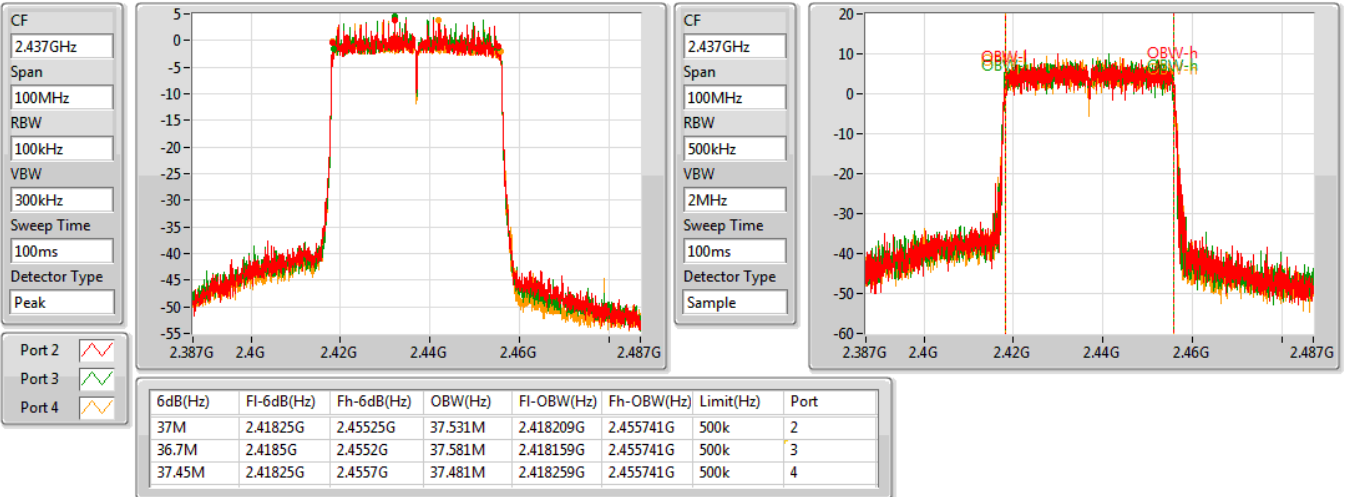 CF
2.437GHz
Span
100MHz
RBW
100kHz
VBW
300kHz
Sweep Time
100ms
Detector Type
Peak
5
0
-5
-10
-15
-20
-25
-30
-35
-40
-45
-50
-55
2.387G 2.4G 2.42G 2.44G 2.46G 2.487G
CF
2.437GHz
Span
100MHz
RBW
500kHz
VBW
2MHz
Sweep Time
100ms
Detector Type
Sample
20
10
0
-10
-20
-30
-40
-50
-60
OBW-h
2.387G 2.4G 2.42G 2.44G 2.46G 2.487G
Port 2
Port 3
Port 4
6dB(Hz) Fl-6dB(Hz) Fh-6dB(Hz) OBW(Hz) Fl-OBW(Hz) Fh-OBW(Hz) Limit(Hz) Port
37M 2.41825G 2.45525G 37.531M 2.418209G 2.455741G 500k 2
36.7M 2.4185G 2.4552G 37.581M 2.418159G 2.455741G 500k 3
37.45M 2.41825G 2.4557G 37.481M 2.418259G 2.455741G 500k 4